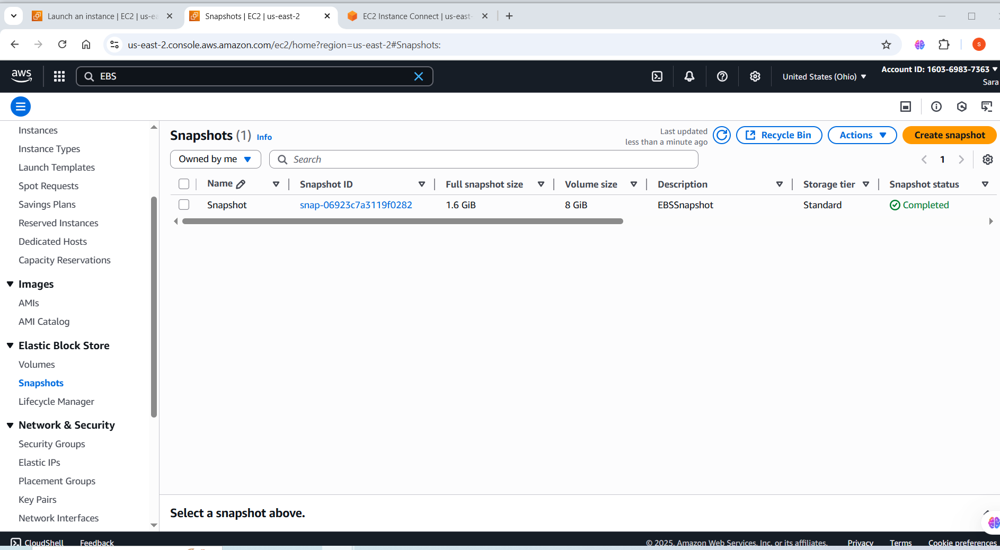 Launch an instance | EC2 | us-ea
Snapshots | EC2 | us-east-2
EC2 Instance Connect | us-east-
us-east-2.console.aws.amazon.com/ec2/home?region=us-east-2#Snapshots:
S
aws
EBS
United States (Ohio)
Account ID: 1603-6983-7363
Sara
Instances
Instance Types
Launch Templates
Spot Requests
Savings Plans
Reserved Instances
Dedicated Hosts
Capacity Reservations
Images
AMIs
AMI Catalog
Elastic Block Store
Volumes
Snapshots
Lifecycle Manager
Network & Security
Security Groups
Elastic IPs
Placement Groups
Key Pairs
Network Interfaces
Snapshots (1) Info
Last updated
less than a minute ago
Recycle Bin
Actions
Create snapshot
Owned by me
Search
1
Name
Snapshot ID
Full snapshot size
Volume size
Description
Storage tier
Snapshot status
Snapshot
snap-06923c7a3119f0282
1.6 GiB
8 GiB
EBSSnapshot
Standard
Completed
Select a snapshot above.
CloudShell
Feedback
© 2025, Amazon Web Services, Inc. or its affiliates.
Privacy
Terms
Cookie preferences